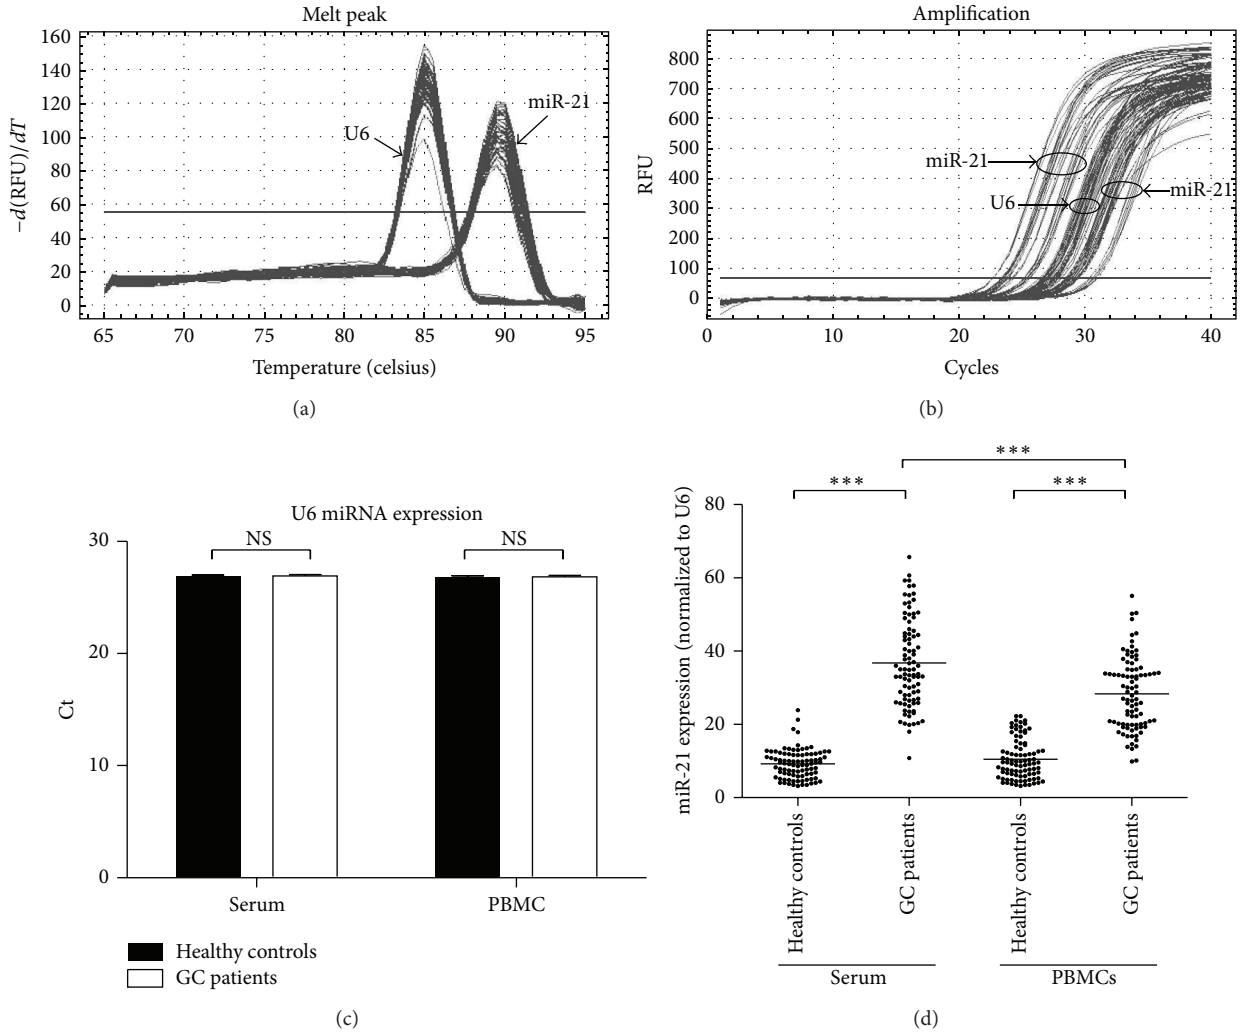 Melt peak
160
140
120
100
80
60
40
20
0
−d(RFU)/dT
U6
miR-21
65
70
75
80
85
90
95
Temperature (celsius)
(a)
Amplification
800
700
600
500
400
300
200
100
0
RFU
miR-21
U6
miR-21
0
10
20
30
40
Cycles
(b)
U6 miRNA expression
30
20
10
0
Ct
NS
NS
Serum
PBMC
Healthy controls
GC patients
(c)
***
***
***
80
60
40
20
0
miR-21 expression (normalized to U6)
Healthy controls
GC patients
Healthy controls
GC patients
Serum
PBMCs
(d)